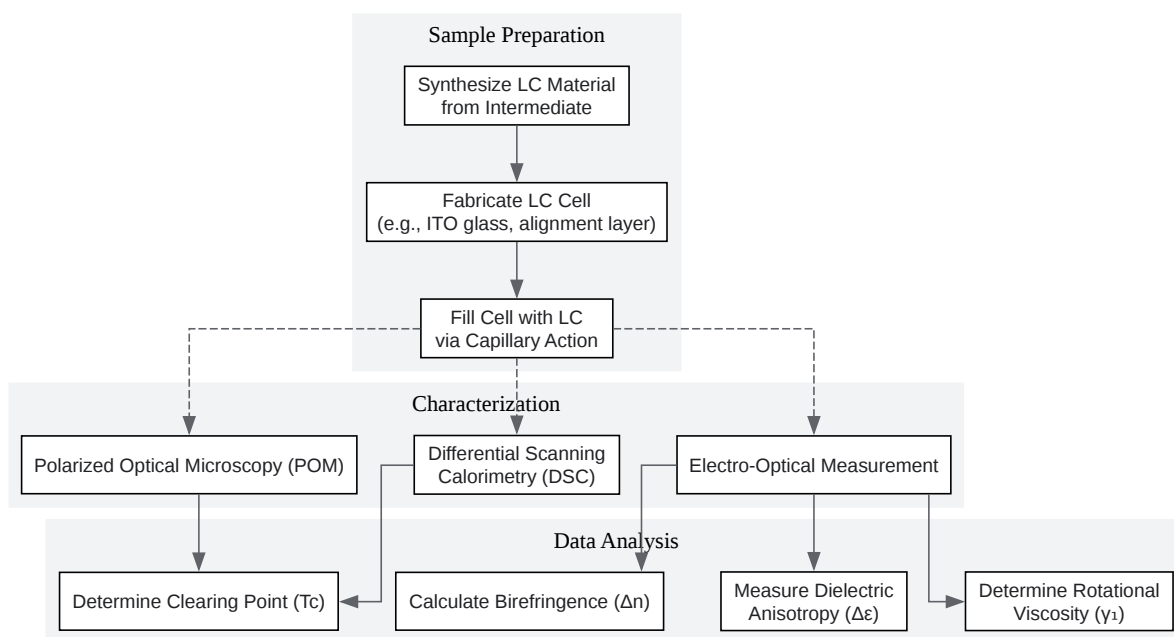 Sample Preparation
Synthesize LC Material
from Intermediate
Fabricate LC Cell
(e.g., ITO glass, alignment layer)
Fill Cell with LC
via Capillary Action
Characterization
Polarized Optical Microscopy (POM)
Differential Scanning
Calorimetry (DSC)
Electro-Optical Measurement
Data Analysis
Determine Clearing Point (Tc)
Calculate Birefringence (Δn)
Measure Dielectric
Anisotropy (Δε)
Determine Rotational
Viscosity (γ₁)